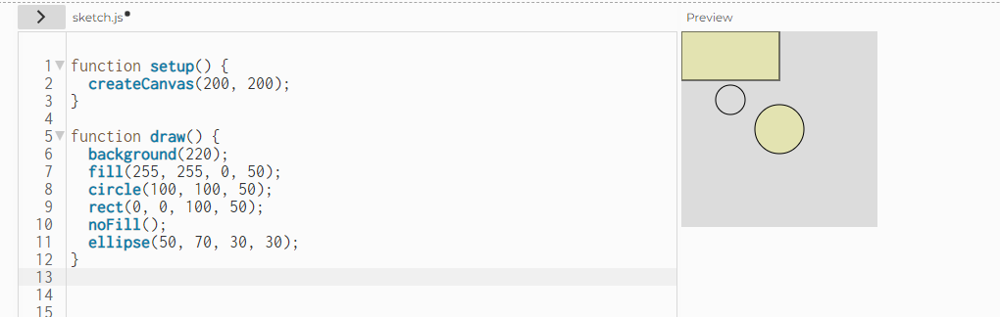 sketch.js
Preview
1 function setup() {
2 createCanvas(200, 200);
3 }
4
5 function draw() {
6 background(220);
7 fill(255, 255, 0, 50);
8 circle(100, 100, 50);
9 rect(0, 0, 100, 50);
10 noFill();
11 ellipse(50, 70, 30, 30);
12 }
13
14
15